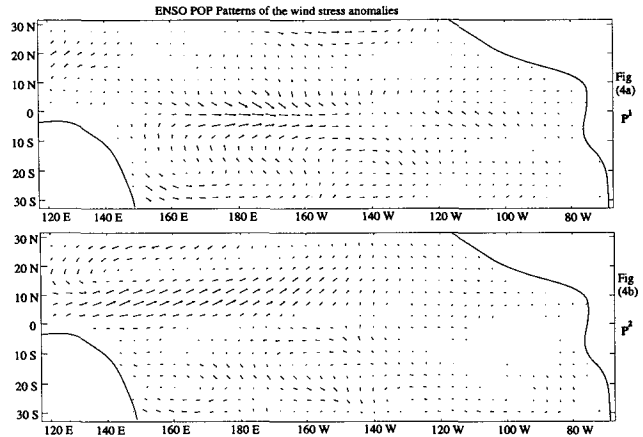 ENSO POP Patterns of the wind stress anomalies
30 N
20 N
10 N
0
10 S
20 S
30 S
120 E 140 E 160 E 180 E 160 W 140 W 120 W 100 W 80 W
Fig
(4a)
P1
30 N
20 N
10 N
0
10 S
20 S
30 S
120 E 140 E 160 E 180 E 160 W 140 W 120 W 100 W 80 W
Fig
(4b)
P2